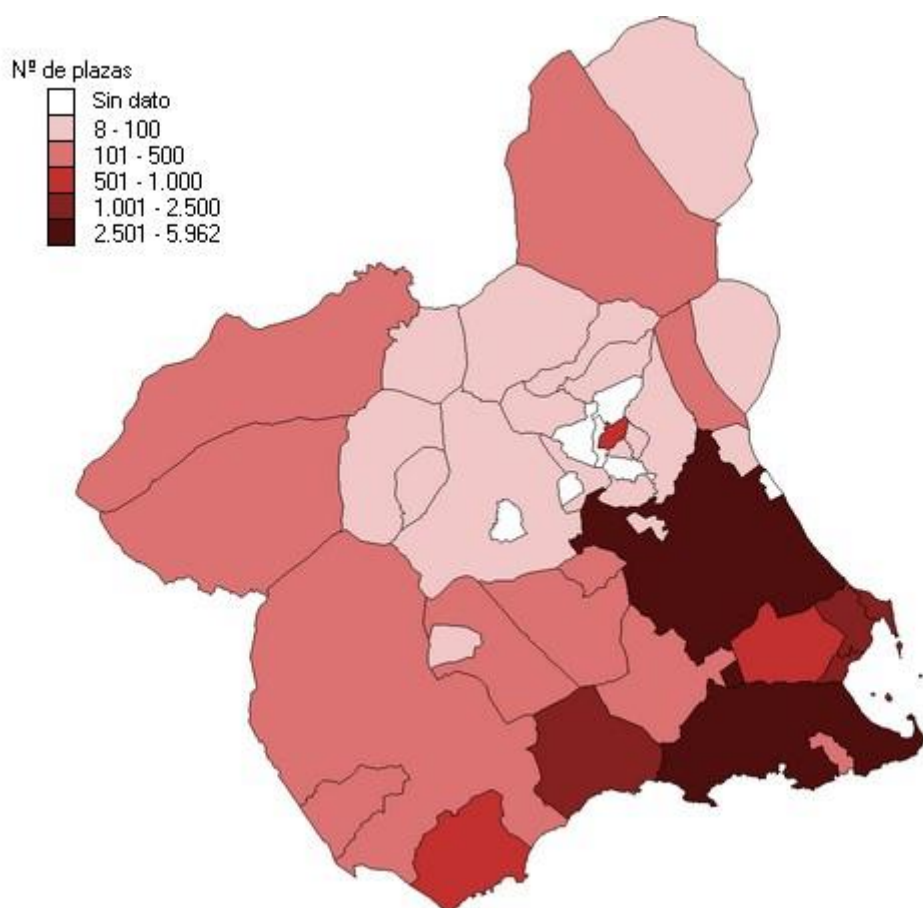 Nº de plazas
Sin dato
8 - 100
101 - 500
501 - 1.000
1.001 - 2.500
2.501 - 5.962